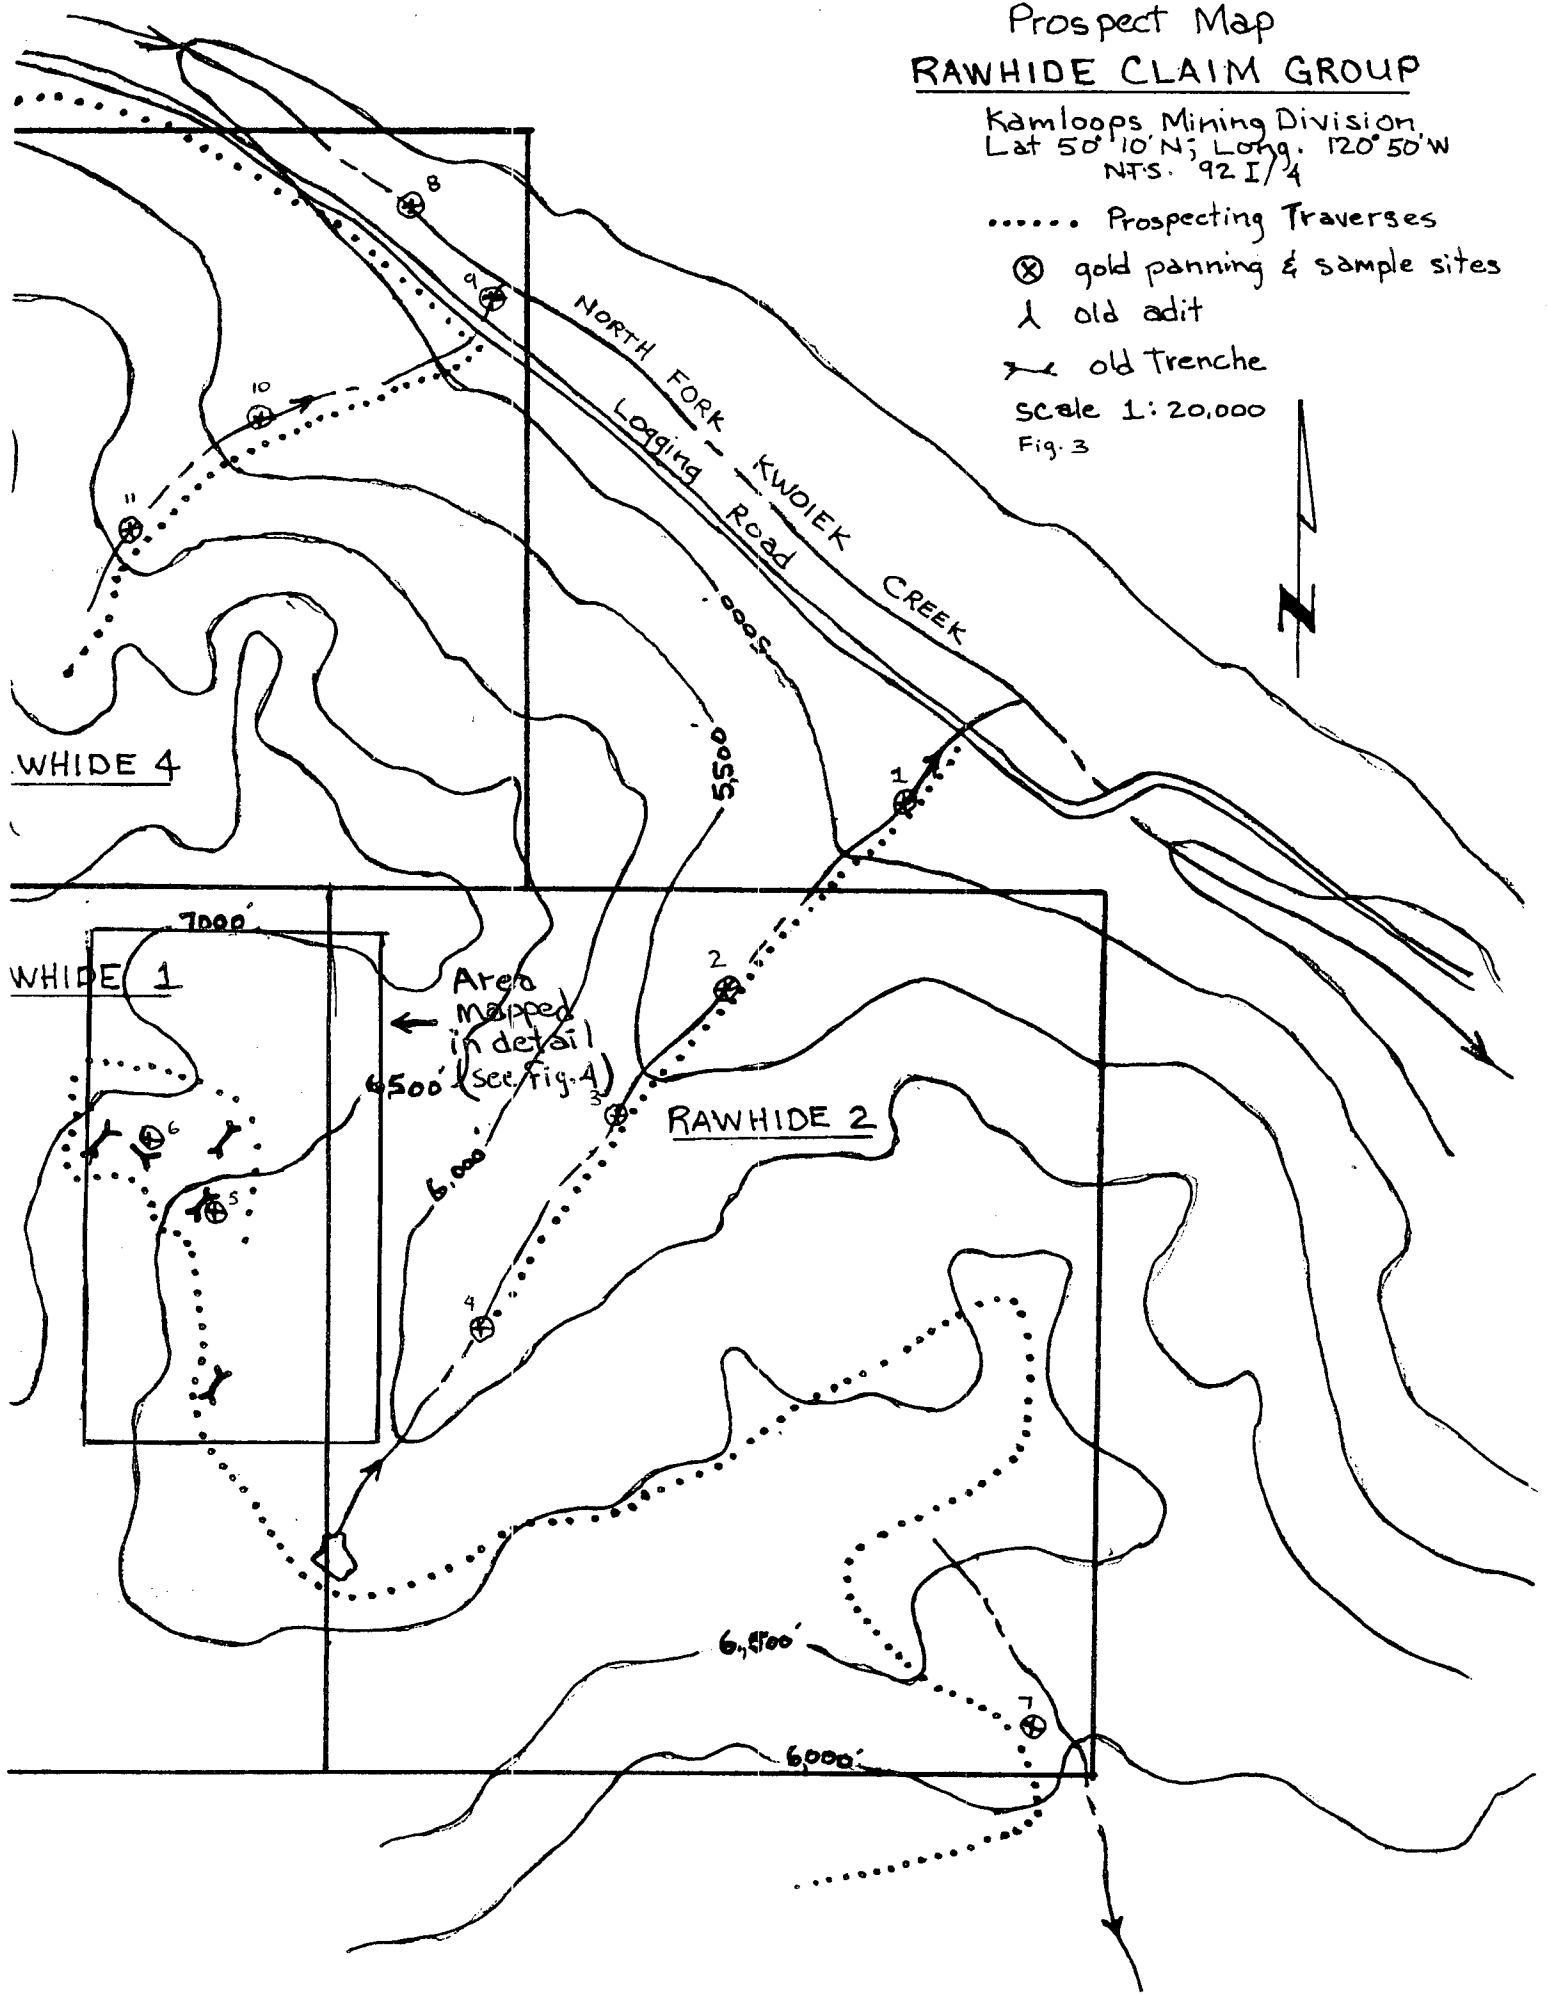 Prospect Map
RAWHIDE CLAIM GROUP
Kamloops Mining Division
Lat 50° 10' N; Long. 120° 50' W
N.T.S. 92 I/4
Prospecting Traverses
gold panning & sample sites
old adit
old Trenche
scale 1:20,000
Fig. 3
N
8
9
NORTH FORK KWOIEK CREEK
Logging Road
10
11
5000
5,500
WHIDE 4
1
7000'
WHIDE 1
2
Area
mapped
in detail
(see fig.4)
6,500'
3
RAWHIDE 2
6
6,000'
5
4
7
6,000'